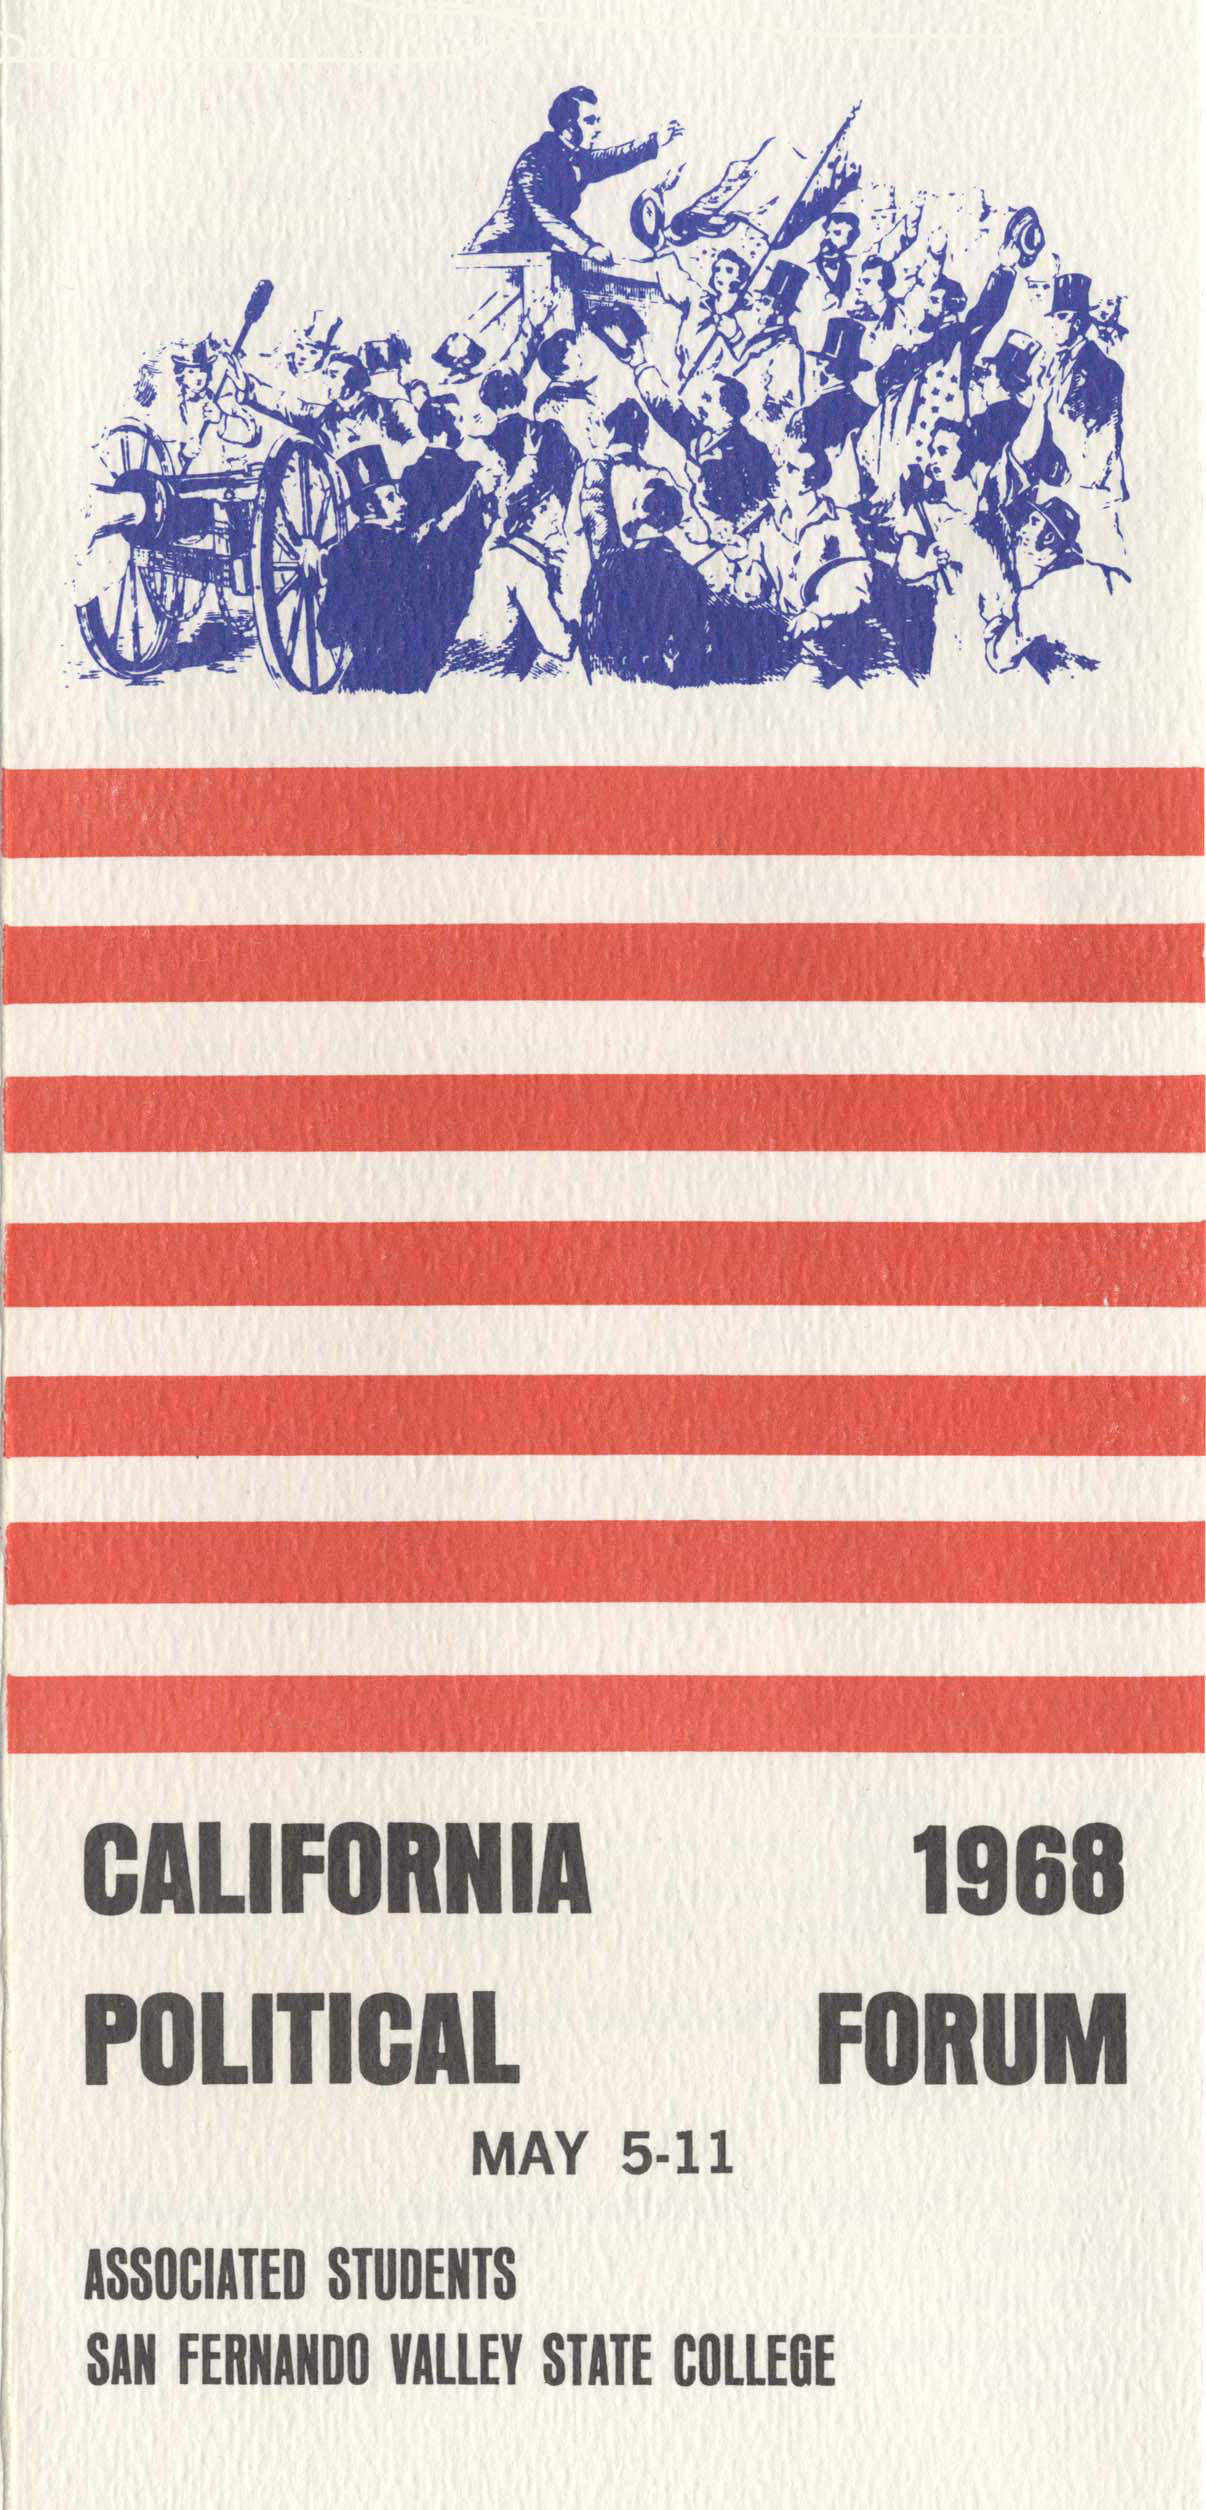 CALIFORNIA 1968
POLITICAL FORUM
MAY 5-11
ASSOCIATED STUDENTS
SAN FERNANDO VALLEY STATE COLLEGE